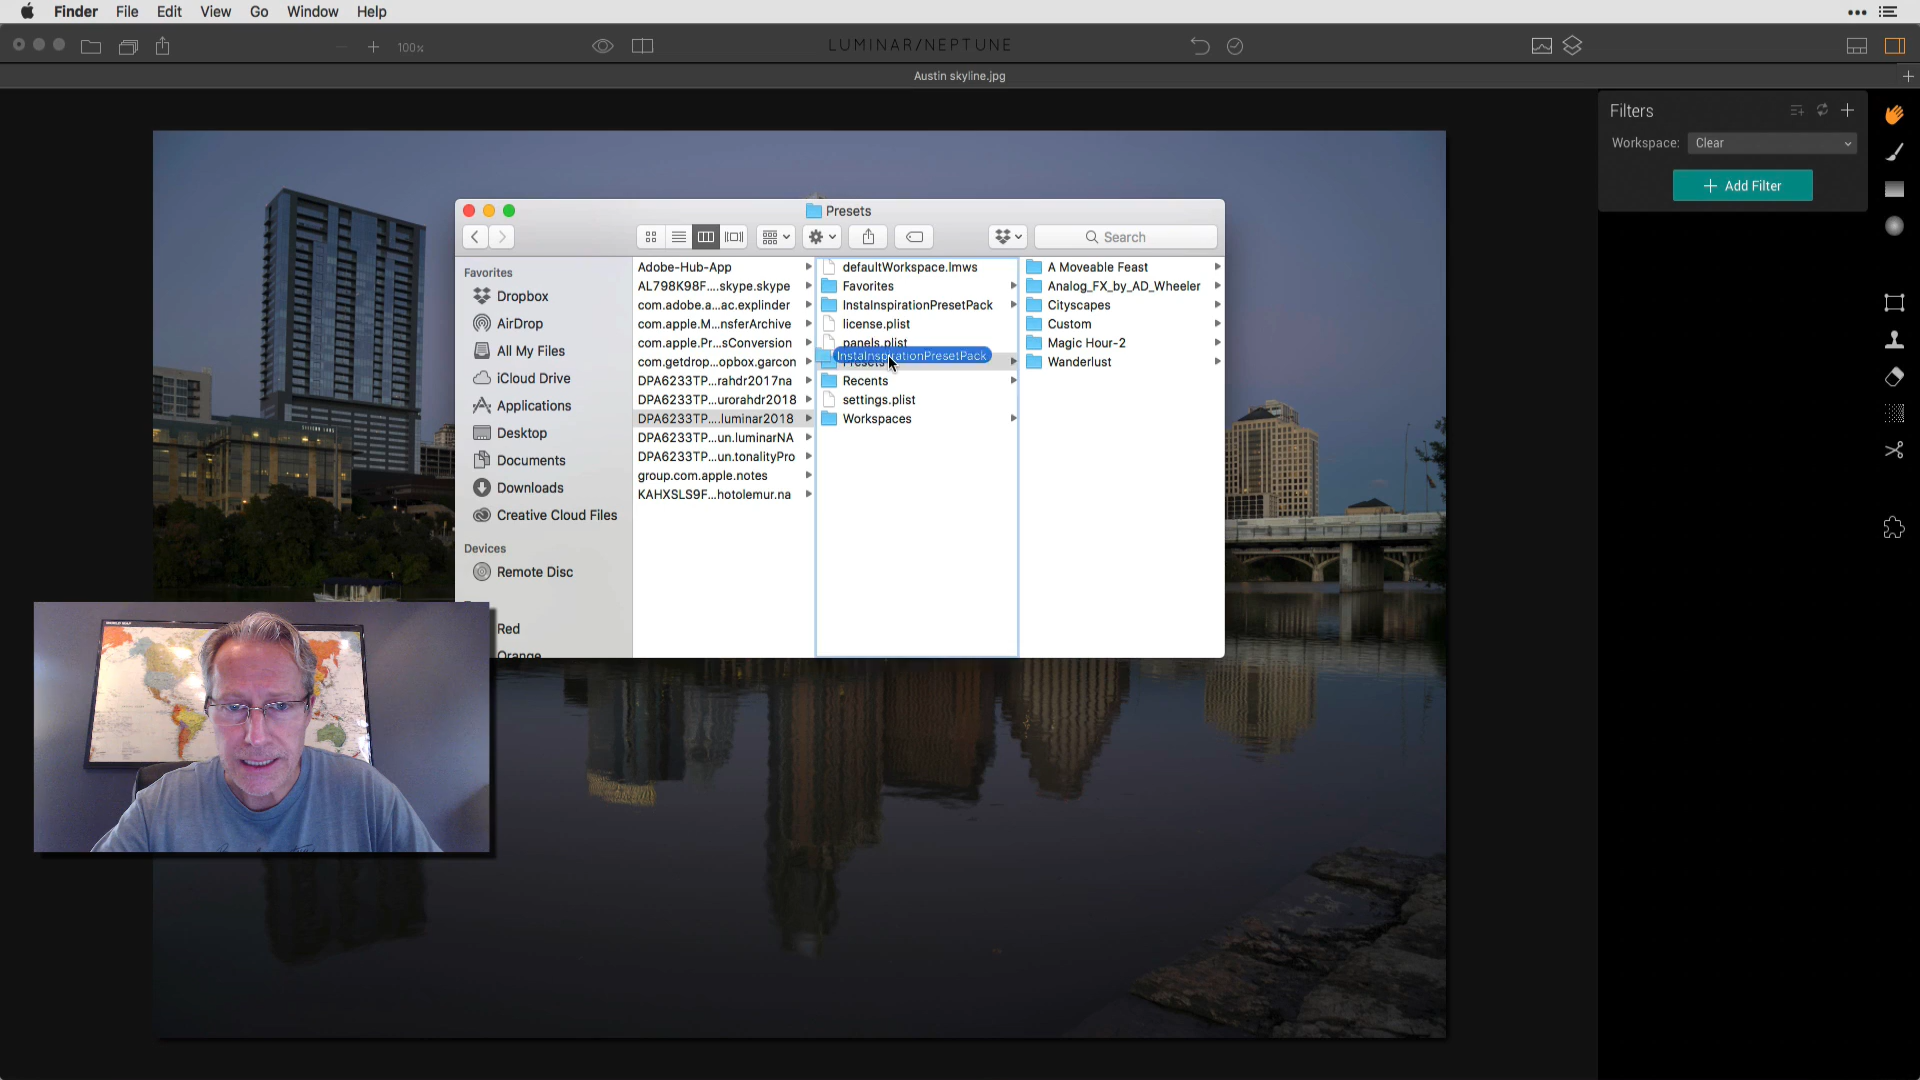 Finder File Edit View Go Window Help
100%
LUMINAR/NEPTUNE
Austin skyline.jpg
Filters
Workspace: Clear
Add Filter
Presets
Search
Favorites
Dropbox
AirDrop
All My Files
iCloud Drive
Applications
Desktop
Documents
Downloads
Creative Cloud Files
Devices
Remote Disc
Red
Orange
Adobe-Hub-App
AL798K98F....skype.skype
com.adobe.a...ac.explinder
com.apple.M...nsferArchive
com.apple.Pr...sConversion
com.getdrop...opbox.garcon
DPA6233TP...rahdr2017na
DPA6233TP...urorahdr2018
DPA6233TP....luminar2018
DPA6233TP...un.luminarNA
DPA6233TP...un.tonalityPro
group.com.apple.notes
KAHXSLS9F...hotolemur.na
defaultWorkspace.lmws
Favorites
InstaInspirationPresetPack
license.plist
panels.plist
InstaInspirationPresetPack
Presets
Recents
settings.plist
Workspaces
A Moveable Feast
Analog_FX_by_AD_Wheeler
Cityscapes
Custom
Magic Hour-2
Wanderlust